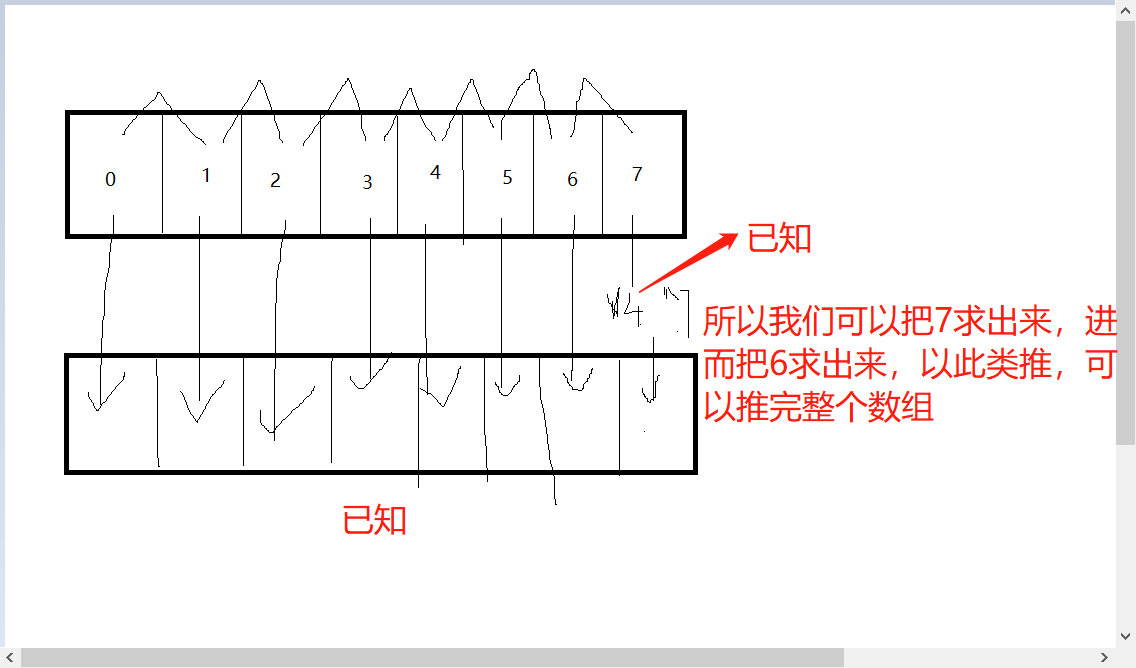 0 1 2 3 4 5 6 7
已知
所以我们可以把7求出来，进
而把6求出来，以此类推，可
以推完整个数组
已知